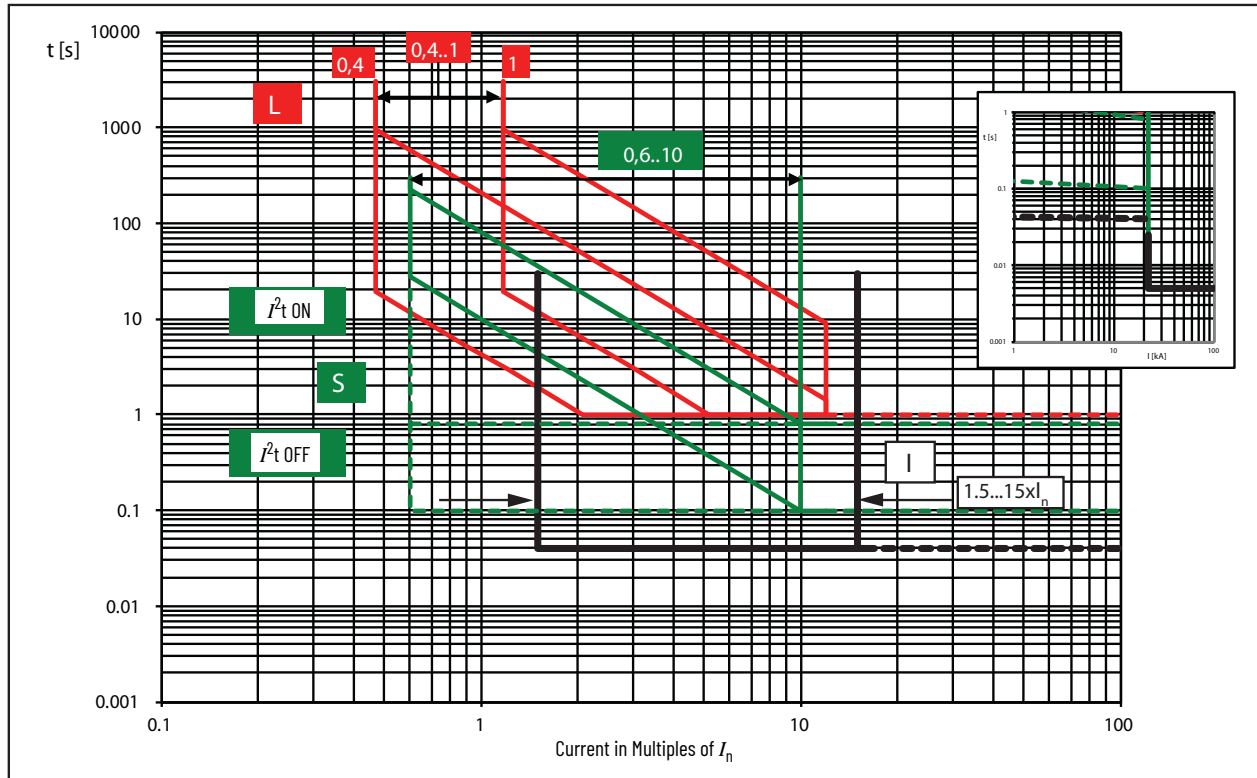 t [s]
10000
1000
100
10
1
0.1
0.01
0.001
0.1
1
10
100
Current in Multiples of Iₙ
0,4
0,4..1
1
L
0,6..10
I²t ON
S
I²t OFF
I
1.5...15xIₙ
t [s]
1
0.1
0.01
0.001
1
10
100
I [kA]